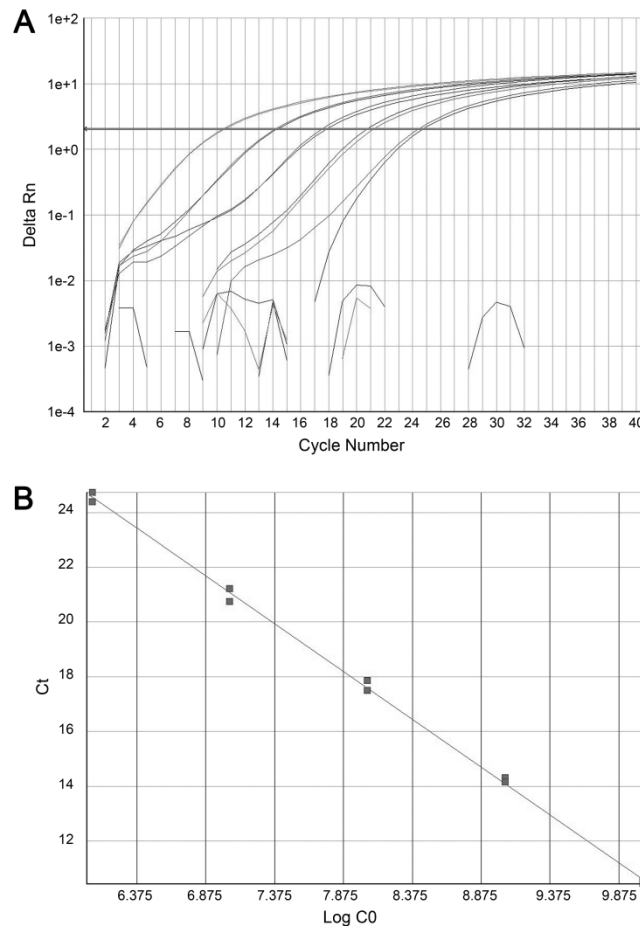 A
1e+2
1e+1
1e+0
1e-1
1e-2
1e-3
1e-4
Delta Rn
2 4 6 8 10 12 14 16 18 20 22 24 26 28 30 32 34 36 38 40
Cycle Number
B
24
22
20
18
16
14
12
Ct
6.375 6.875 7.375 7.875 8.375 8.875 9.375 9.875
Log C0